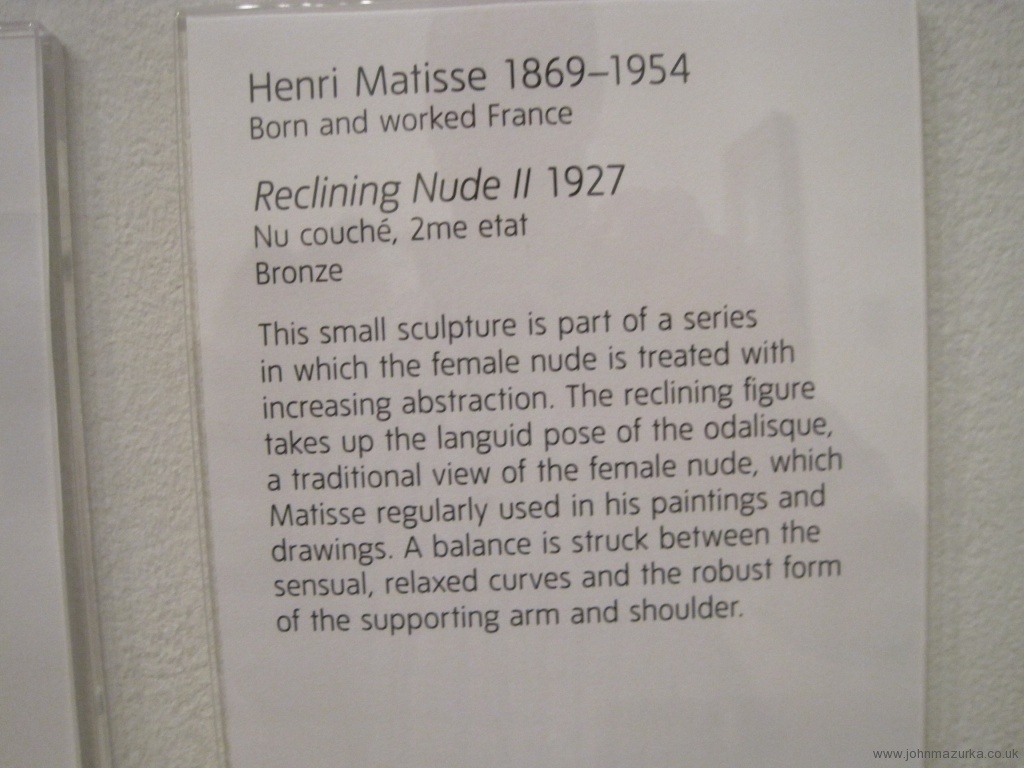 Henri Matisse 1869–1954
Born and worked France
Reclining Nude II 1927
Nu couché, 2me etat
Bronze
This small sculpture is part of a series
in which the female nude is treated with
increasing abstraction. The reclining figure
takes up the languid pose of the odalisque,
a traditional view of the female nude, which
Matisse regularly used in his paintings and
drawings. A balance is struck between the
sensual, relaxed curves and the robust form
of the supporting arm and shoulder.
www.johnmazurka.co.uk